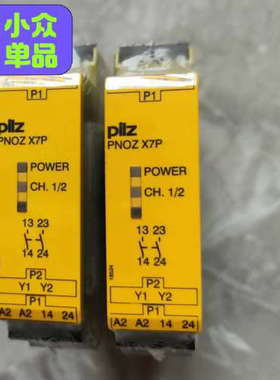 小众
单品
P1
pilz
PNOZ X7P
POWER
CH. 1/2
13 23
14 24
P2
Y1 Y2
P1
A2 A2 14 24
P1
pilz
PNOZ X7P
POWER
CH. 1/2
13 23
14 24
P2
Y1 Y2
P1
A2 A2 14 24